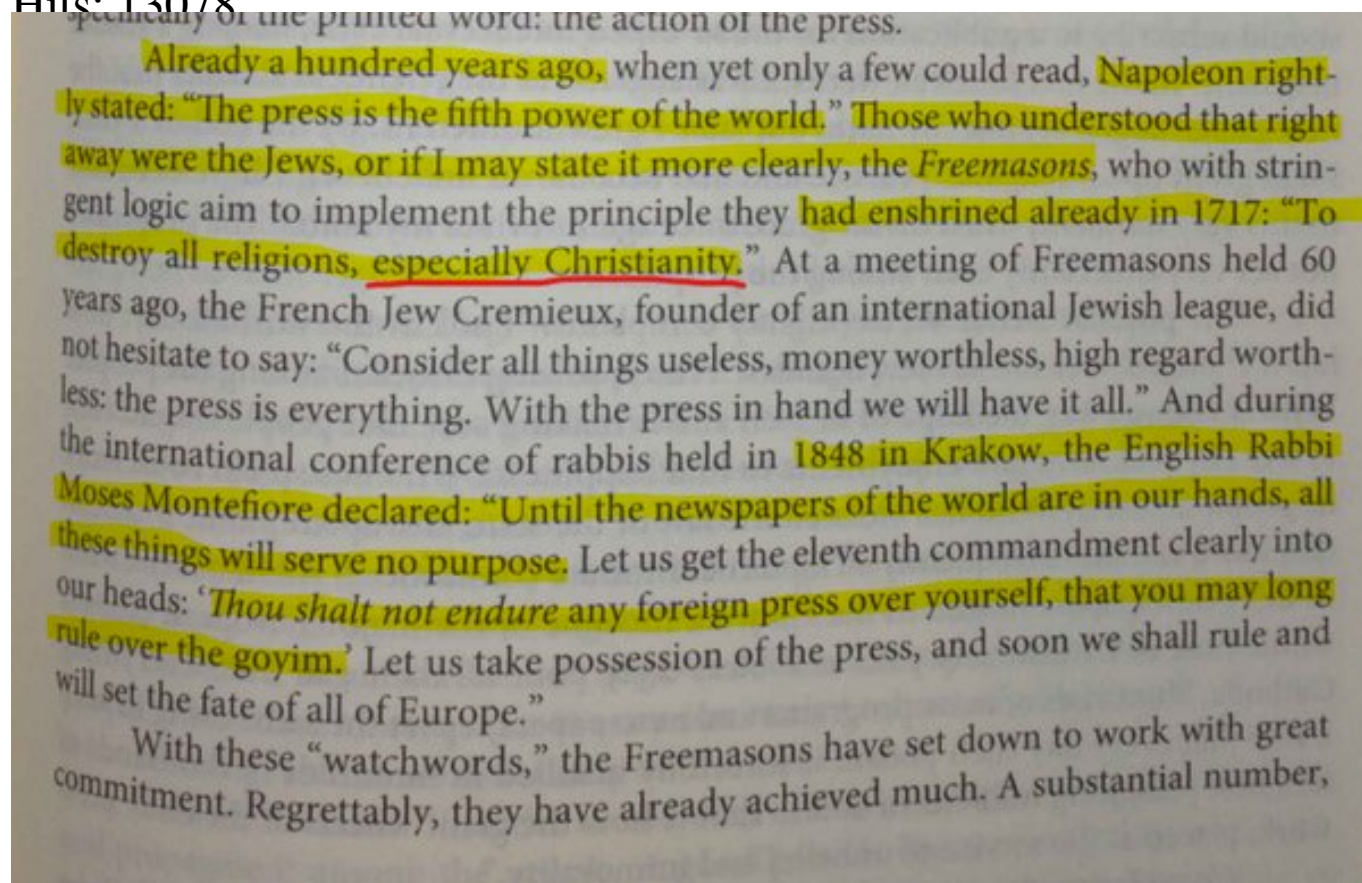 Hits: 13078
specifically of the printed word: the action of the press.
Already a hundred years ago, when yet only a few could read, Napoleon right-
ly stated: “The press is the fifth power of the world.” Those who understood that right
away were the Jews, or if I may state it more clearly, the Freemasons, who with strin-
gent logic aim to implement the principle they had enshrined already in 1717: “To
destroy all religions, especially Christianity.” At a meeting of Freemasons held 60
years ago, the French Jew Cremieux, founder of an international Jewish league, did
not hesitate to say: “Consider all things useless, money worthless, high regard worth-
less: the press is everything. With the press in hand we will have it all.” And during
the international conference of rabbis held in 1848 in Krakow, the English Rabbi
Moses Montefiore declared: “Until the newspapers of the world are in our hands, all
these things will serve no purpose. Let us get the eleventh commandment clearly into
our heads: ‘Thou shalt not endure any foreign press over yourself, that you may long
rule over the goyim.’ Let us take possession of the press, and soon we shall rule and
will set the fate of all of Europe.”
With these “watchwords,” the Freemasons have set down to work with great
commitment. Regrettably, they have already achieved much. A substantial number,